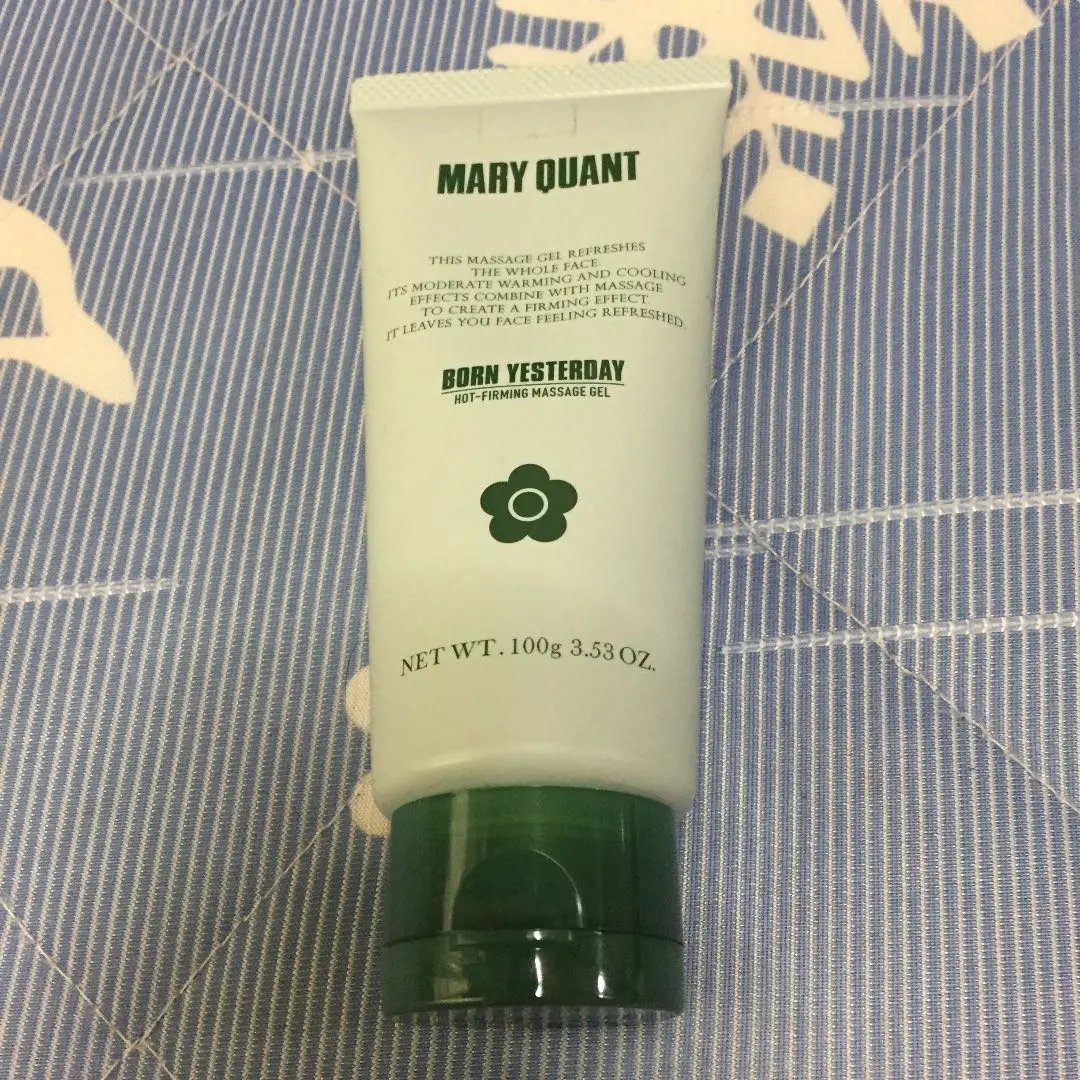 MARY QUANT
THIS MASSAGE GEL REFRESHES
THE WHOLE FACE.
ITS MODERATE WARMING AND COOLING
EFFECTS COMBINE WITH MASSAGE
TO CREATE A FIRMING EFFECT.
IT LEAVES YOU FACE FEELING REFRESHED.
BORN YESTERDAY
HOT-FIRMING MASSAGE GEL
NET WT. 100g 3.53 OZ.